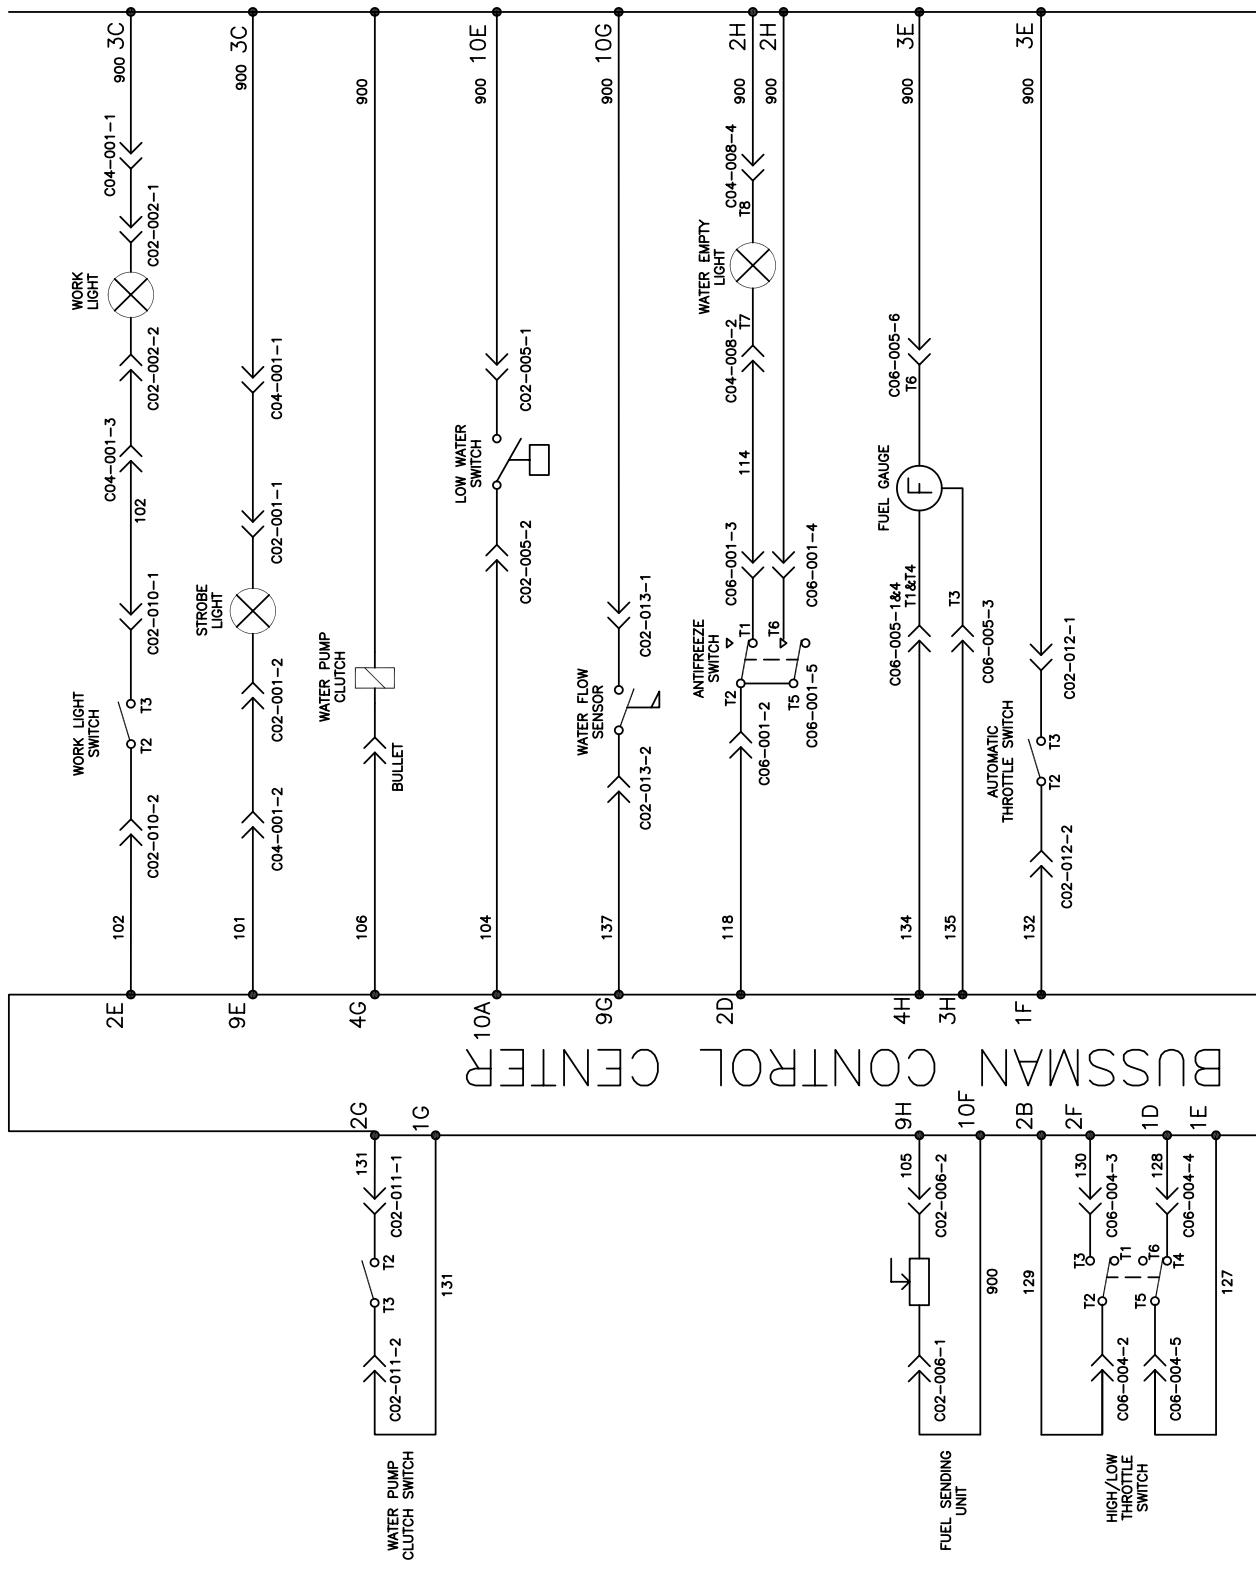 WORK LIGHT
SWITCH
WORK
LIGHT
2E
102
C02-010-2
T2
T3
C02-010-1
102
C04-001-3
C02-002-2
C02-002-1
C04-001-1
900
3C
STROBE
LIGHT
9E
101
C04-001-2
C02-001-2
C02-001-1
C04-001-1
900
3C
WATER PUMP
CLUTCH
4G
106
BULLET
900
LOW WATER
SWITCH
10A
104
C02-005-2
C02-005-1
900
10E
WATER FLOW
SENSOR
9G
137
C02-013-2
C02-013-1
900
10G
ANTIFREEZE
SWITCH
WATER EMPTY
LIGHT
2D
118
C06-001-2
T2
T5
C06-001-5
T1
T6
C06-001-3
C06-001-4
114
C04-008-2
T7
T8
C04-008-4
900
2H
900
2H
FUEL GAUGE
4H
134
C06-005-1&4
T1&T4
F
T6
C06-005-6
900
3E
3H
135
C06-005-3
T3
AUTOMATIC
THROTTLE SWITCH
1F
132
C02-012-2
T2
T3
C02-012-1
900
3E
BUSSMAN CONTROL CENTER
WATER PUMP
CLUTCH SWITCH
C02-011-2
T3
T2
C02-011-1
131
2G
131
1G
FUEL SENDING
UNIT
C02-006-1
C02-006-2
105
9H
900
10F
HIGH/LOW
THROTTLE
SWITCH
129
2B
C06-004-2
T2
T3
T1
C06-004-3
130
2F
C06-004-5
T5
T6
T4
C06-004-4
128
1D
127
1E